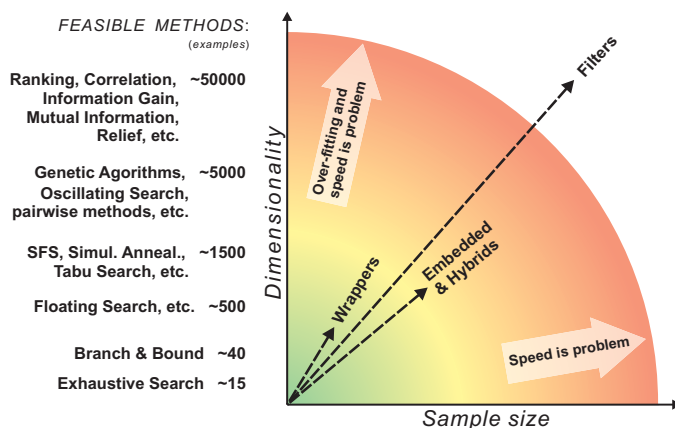 FEASIBLE METHODS:
(examples)
Ranking, Correlation, ~50000
Information Gain,
Mutual Information,
Relief, etc.
Genetic Algorithms, ~5000
Oscillating Search,
pairwise methods, etc.
SFS, Simul. Anneal., ~1500
Tabu Search, etc.
Floating Search, etc. ~500
Branch & Bound ~40
Exhaustive Search ~15
Dimensionality
Over-fitting and
speed is problem
Filters
Wrappers
Embedded
& Hybrids
Speed is problem
Sample size